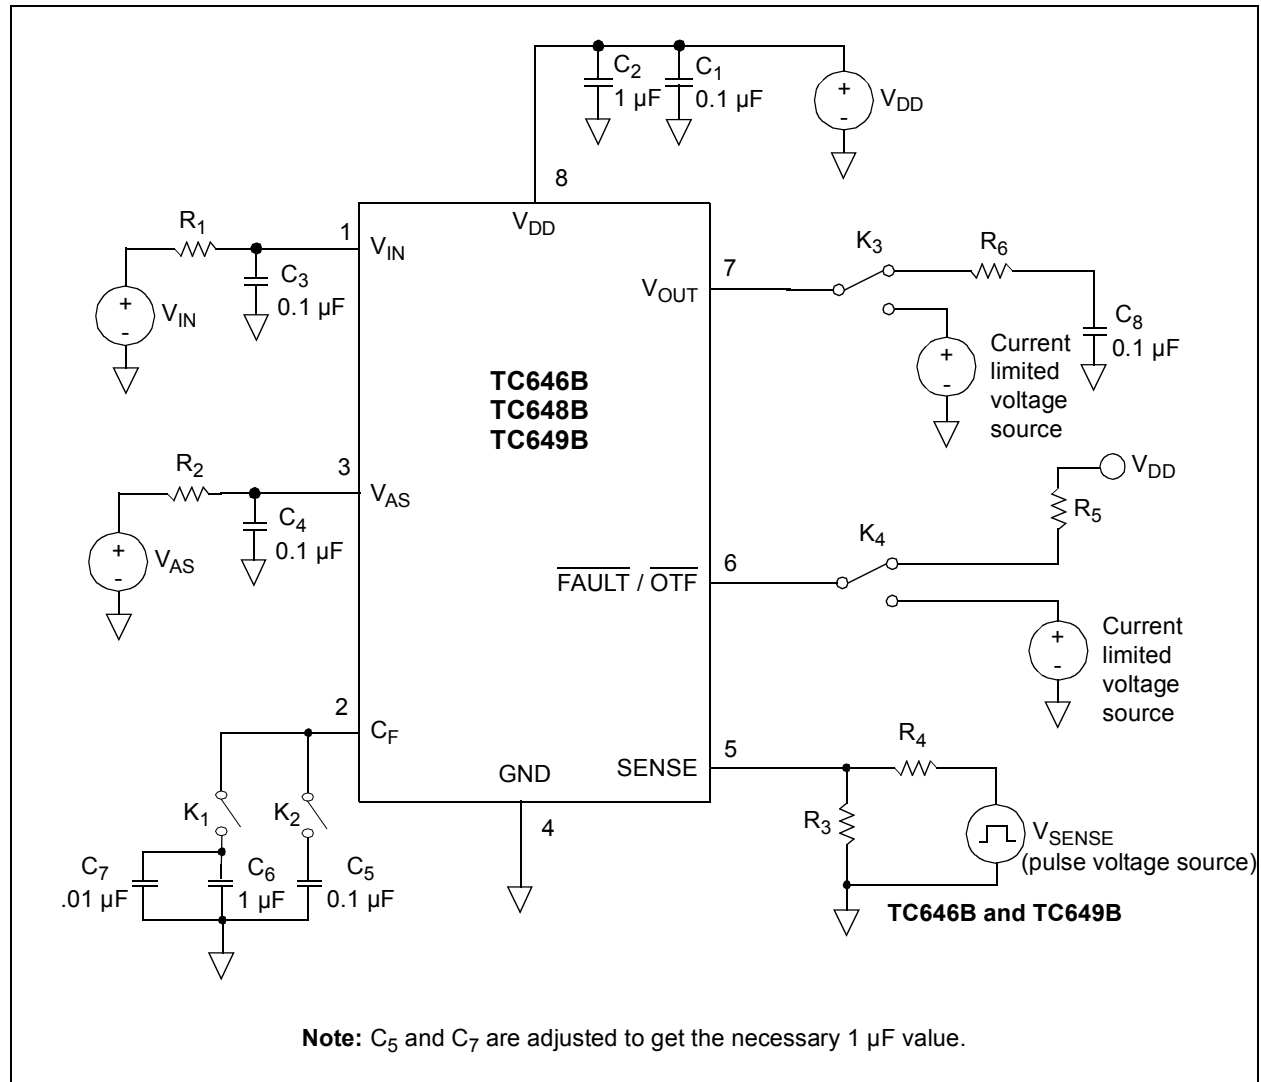 C2
1 µF
C1
0.1 µF
+
-
VDD
8
VDD
R1
1
VIN
C3
0.1 µF
+
-
VIN
7
VOUT
K3
R6
C8
0.1 µF
+
-
Current
limited
voltage
source
TC646B
TC648B
TC649B
R2
3
VAS
C4
0.1 µF
+
-
VAS
VDD
R5
K4
6
FAULT / OTF
+
-
Current
limited
voltage
source
2
CF
K1
K2
C7
.01 µF
C6
1 µF
C5
0.1 µF
GND
4
SENSE
5
R4
R3
VSENSE
(pulse voltage source)
TC646B and TC649B
Note: C5 and C7 are adjusted to get the necessary 1 µF value.